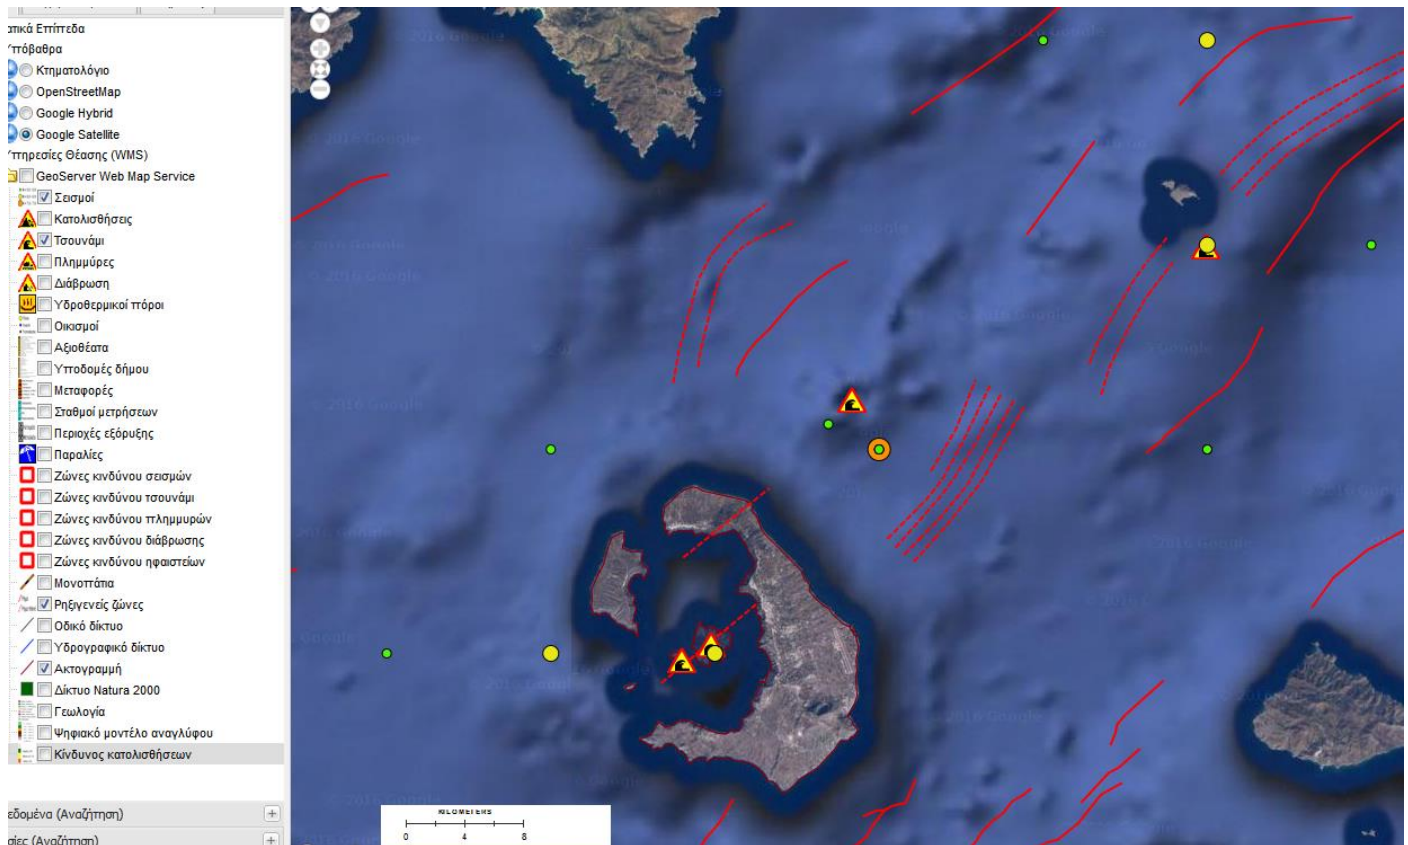 ατικά Επίπεδα
Υπόβαθρα
Κτηματολόγιο
OpenStreetMap
Google Hybrid
Google Satellite
Υπηρεσίες Θέασης (WMS)
GeoServer Web Map Service
Σεισμοί
Κατολισθήσεις
Τσουνάμι
Πλημμύρες
Διάβρωση
Υδροθερμικοί πόροι
Οικισμοί
Αξιοθέατα
Υποδομές δήμου
Μεταφορές
Σταθμοί μετρήσεων
Περιοχές εξόρυξης
Παραλίες
Ζώνες κινδύνου σεισμών
Ζώνες κινδύνου τσουνάμι
Ζώνες κινδύνου πλημμυρών
Ζώνες κινδύνου διάβρωσης
Ζώνες κινδύνου ηφαιστείων
Μονοπάτια
Ρηξιγενείς ζώνες
Οδικό δίκτυο
Υδρογραφικό δίκτυο
Ακτογραμμή
Δίκτυο Natura 2000
Γεωλογία
Ψηφιακό μοντέλο αναγλύφου
Κίνδυνος κατολισθήσεων
εδομένα (Αναζήτηση)
σίες (Αναζήτηση)
© 2016 Google
KILOMETERS
0 4 8